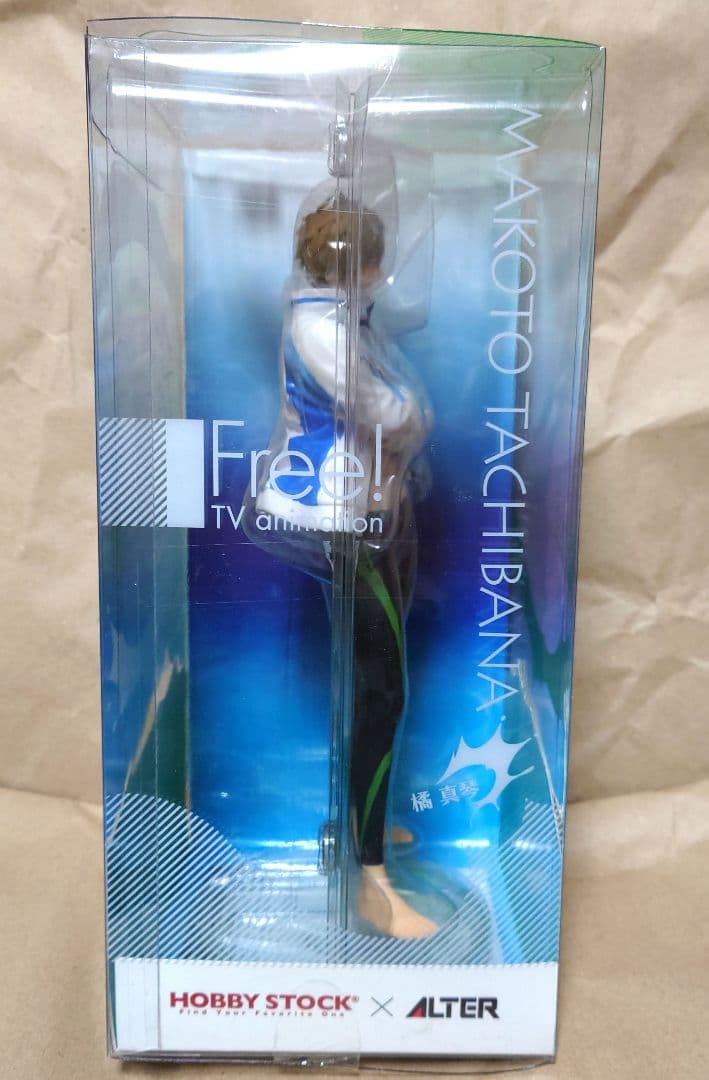 MAKOTO TACHIBANA.
Free!
TV animation
橘 真琴
HOBBY STOCK®
Find Your Favorite One
×
ALTER